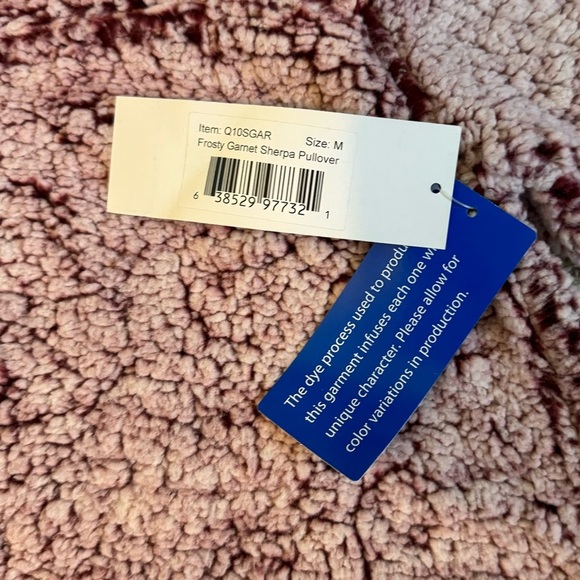 Item: Q10SGAR Size: M
Frosty Garnet Sherpa Pullover
6 38529 97732 1
The dye process used to
this garment infuses each one
unique character. Please allow for
color variations in production.